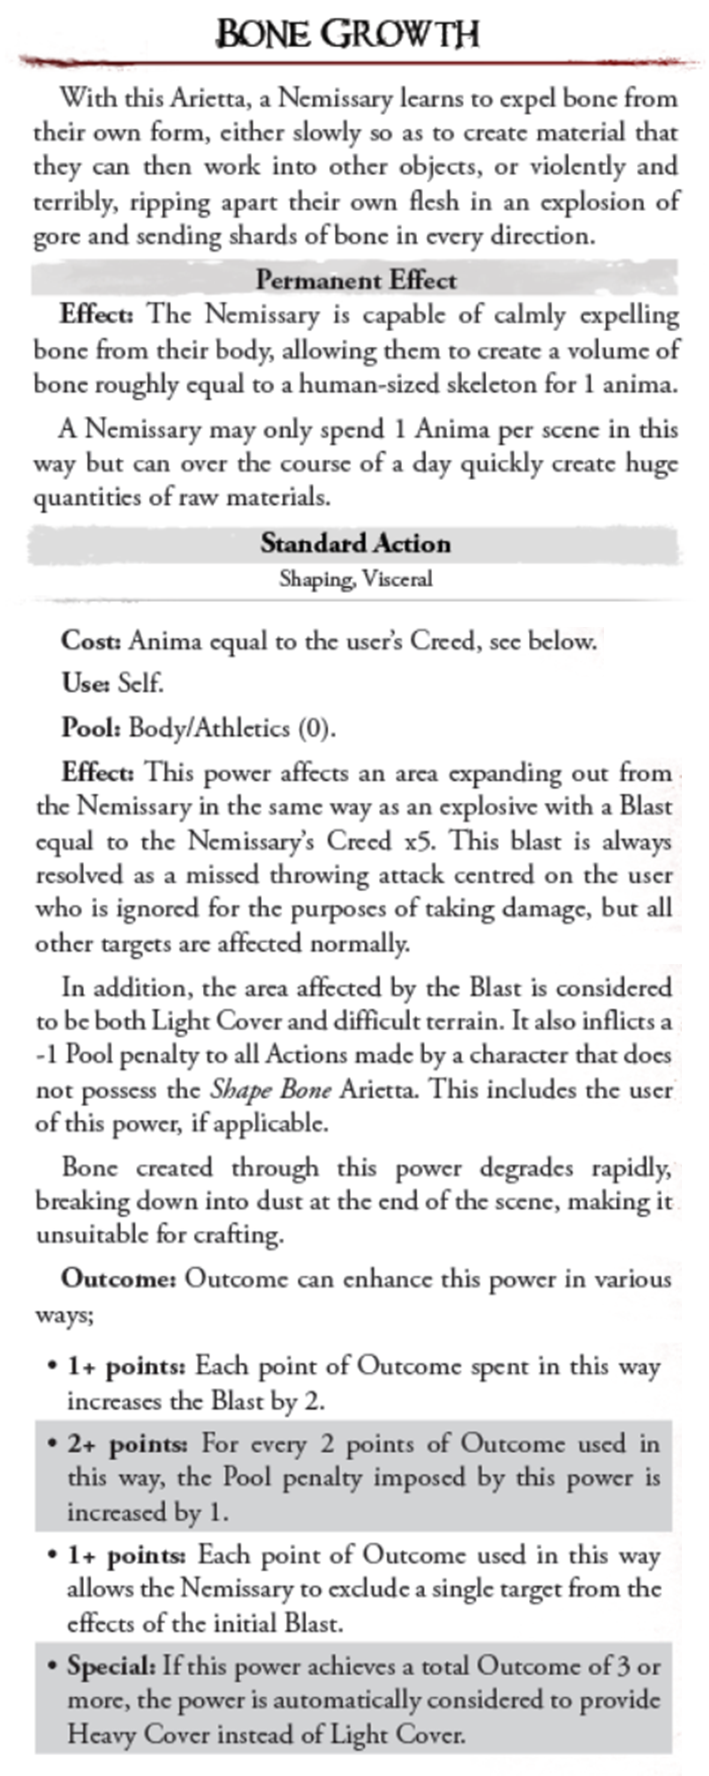 BONE GROWTH
With this Arietta, a Nemissary learns to expel bone from
their own form, either slowly so as to create material that
they can then work into other objects, or violently and
terribly, ripping apart their own flesh in an explosion of
gore and sending shards of bone in every direction.
Permanent Effect
Effect: The Nemissary is capable of calmly expelling
bone from their body, allowing them to create a volume of
bone roughly equal to a human-sized skeleton for 1 anima.
A Nemissary may only spend 1 Anima per scene in this
way but can over the course of a day quickly create huge
quantities of raw materials.
Standard Action
Shaping, Visceral
Cost: Anima equal to the user's Creed, see below.
Use: Self.
Pool: Body/Athletics (0).
Effect: This power affects an area expanding out from
the Nemissary in the same way as an explosive with a Blast
equal to the Nemissary's Creed x5. This blast is always
resolved as a missed throwing attack centred on the user
who is ignored for the purposes of taking damage, but all
other targets are affected normally.
In addition, the area affected by the Blast is considered
to be both Light Cover and difficult terrain. It also inflicts a
-1 Pool penalty to all Actions made by a character that does
not possess the Shape Bone Arietta. This includes the user
of this power, if applicable.
Bone created through this power degrades rapidly,
breaking down into dust at the end of the scene, making it
unsuitable for crafting.
Outcome: Outcome can enhance this power in various
ways;
• 1+ points: Each point of Outcome spent in this way
increases the Blast by 2.
• 2+ points: For every 2 points of Outcome used in
this way, the Pool penalty imposed by this power is
increased by 1.
• 1+ points: Each point of Outcome used in this way
allows the Nemissary to exclude a single target from the
effects of the initial Blast.
• Special: If this power achieves a total Outcome of 3 or
more, the power is automatically considered to provide
Heavy Cover instead of Light Cover.